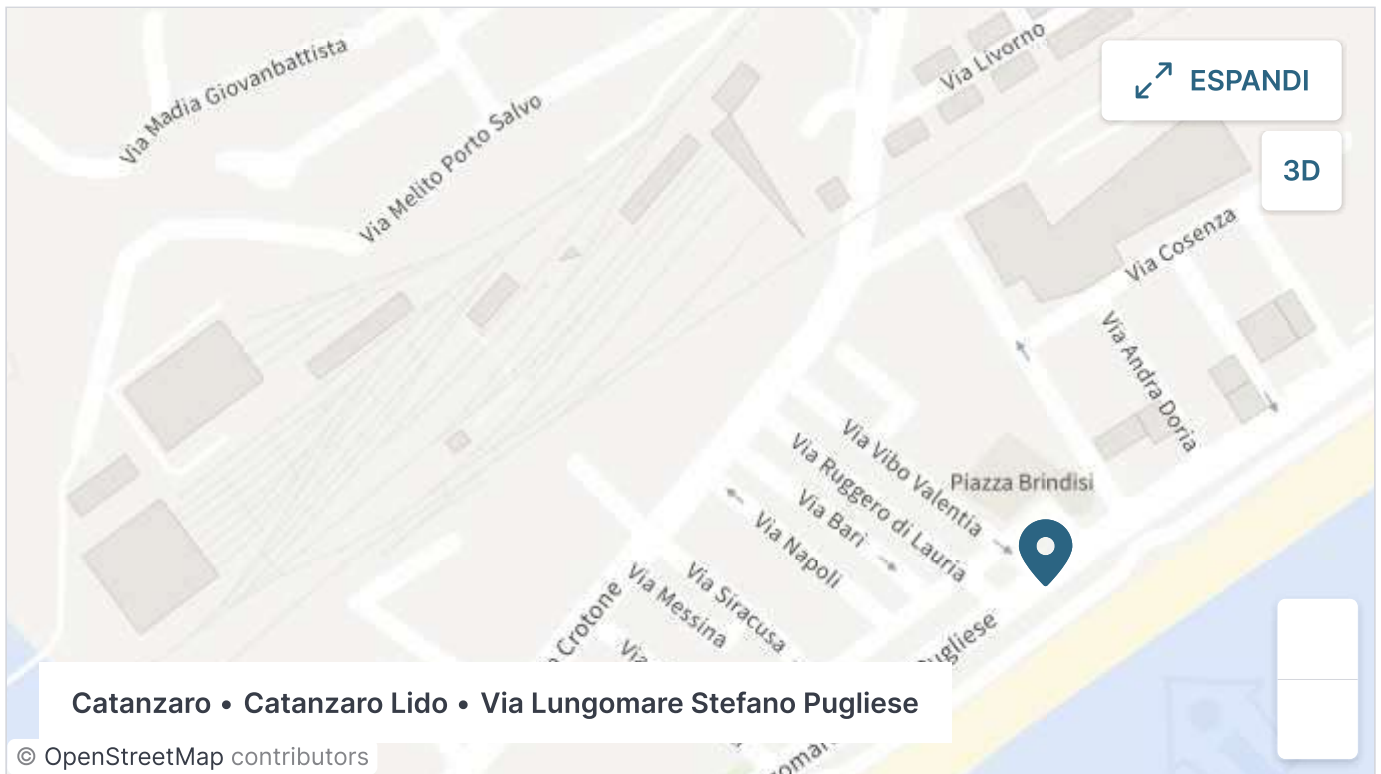 Via Livorno
Via Madia Giovanbattista
ESPANDI
Via Melito Porto Salvo
3D
Via Cosenza
Via Andra Doria
Via Vibo Valentia
Via Ruggero di Lauria
Piazza Brindisi
Via Bari
Via Napoli
Via Siracusa
Via Messina
Crotone
Via
Pugliese
Catanzaro • Catanzaro Lido • Via Lungomare Stefano Pugliese
© OpenStreetMap contributors